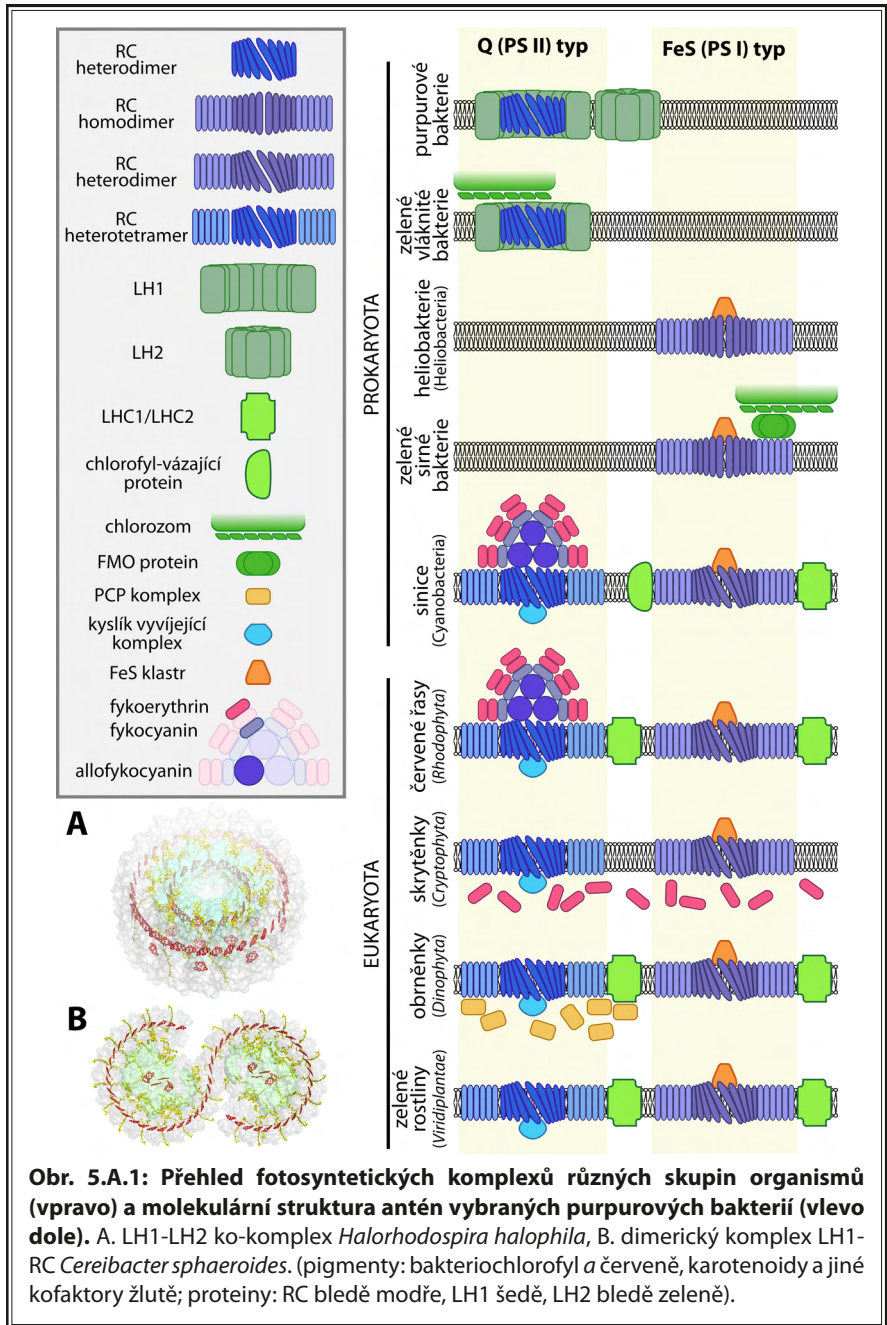 RC
heterodimer
RC
homodimer
RC
heterodimer
RC
heterotetramer
LH1
LH2
LHC1/LHC2
chlorofyl-vázající
protein
chlorozom
FMO protein
PCP komplex
kyslík vyvíjející
komplex
FeS klastr
fykoerythrin
fykocyanin
allofykocyanin
A
B
Q (PS II) typ
FeS (PS I) typ
PROKARYOTA
purpurové
bakterie
zelené
vláknité
bakterie
heliobakterie
(Heliobacteria)
zelené
sirné
bakterie
sinice
(Cyanobacteria)
EUKARYOTA
červené řasy
(Rhodophyta)
skrytěnky
(Cryptophyta)
obrněnky
(Dinophyta)
zelené
rostliny
(Viridiplantae)
Obr. 5.A.1: Přehled fotosyntetických komplexů různých skupin organismů
(vpravo) a molekulární struktura antén vybraných purpurových bakterií (vlevo
dole). A. LH1-LH2 ko-komplex Halorhodospira halophila, B. dimerický komplex LH1-
RC Cereibacter sphaeroides. (pigmenty: bakteriochlorofyl a červeně, karotenoidy a jiné
kofaktory žlutě; proteiny: RC bledě modře, LH1 šedě, LH2 bledě zeleně).